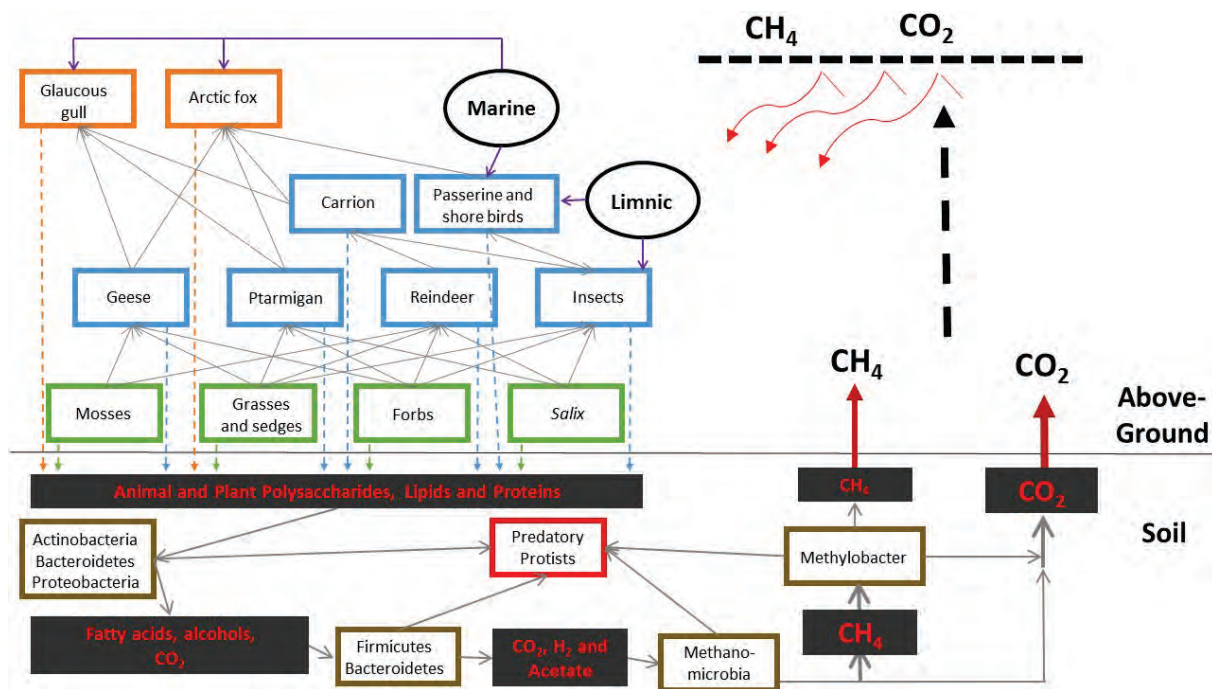 CH₄
CO₂
Glaucous
gull
Arctic fox
Marine
Carrion
Passerine and
shore birds
Limnic
Geese
Ptarmigan
Reindeer
Insects
CH₄
CO₂
Mosses
Grasses
and sedges
Forbs
Salix
Above-
Ground
Animal and Plant Polysaccharides, Lipids and Proteins
CH₄
CO₂
Soil
Actinobacteria
Bacteroidetes
Proteobacteria
Predatory
Protists
Methylobacter
Fatty acids, alcohols,
CO₂
Firmicutes
Bacteroidetes
CO₂, H₂ and
Acetate
Methano-
microbia
CH₄